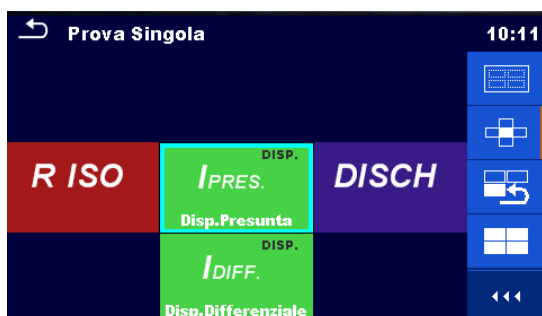 Prova Singola
10:11
R ISO
DISP.
IPRES.
Disp.Presunta
DISCH
DISP.
IDIFF.
Disp.Differenziale